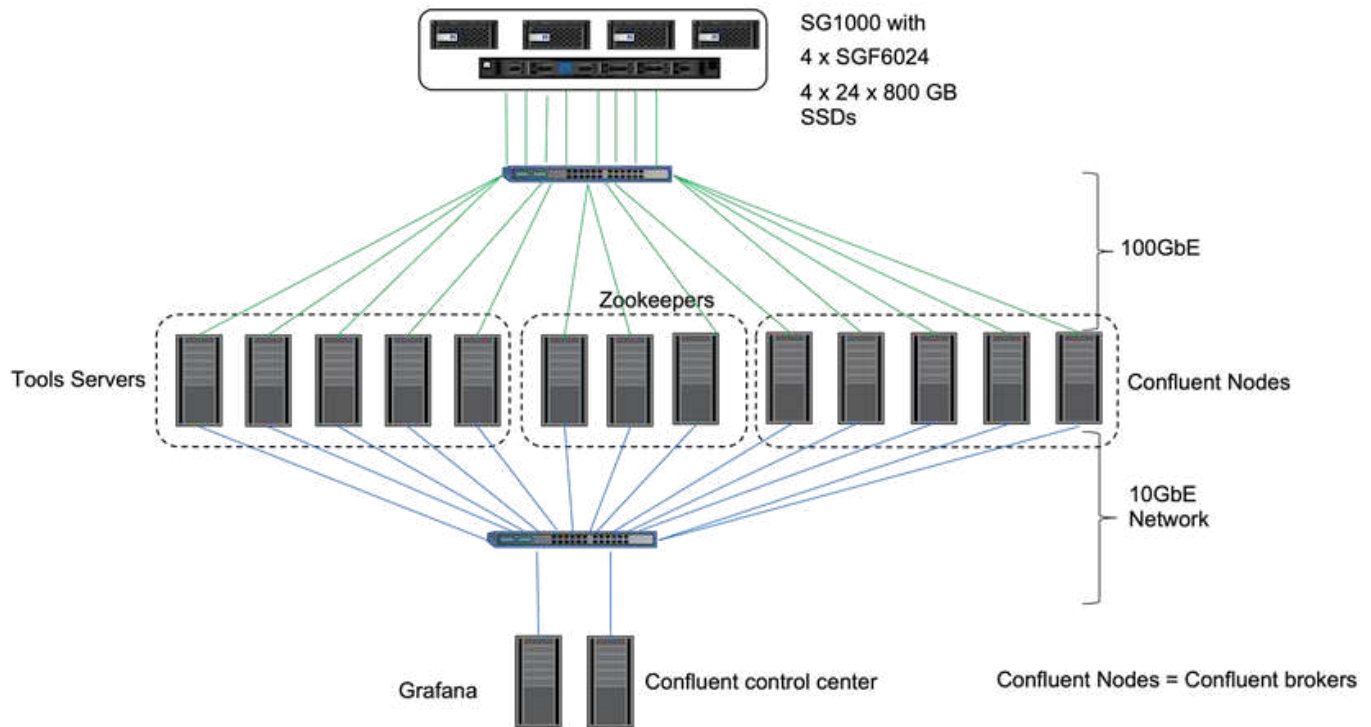 SG1000 with
4 x SGF6024
4 x 24 x 800 GB
SSDs
100GbE
Zookeepers
Tools Servers
Confluent Nodes
10GbE
Network
Grafana
Confluent control center
Confluent Nodes = Confluent brokers